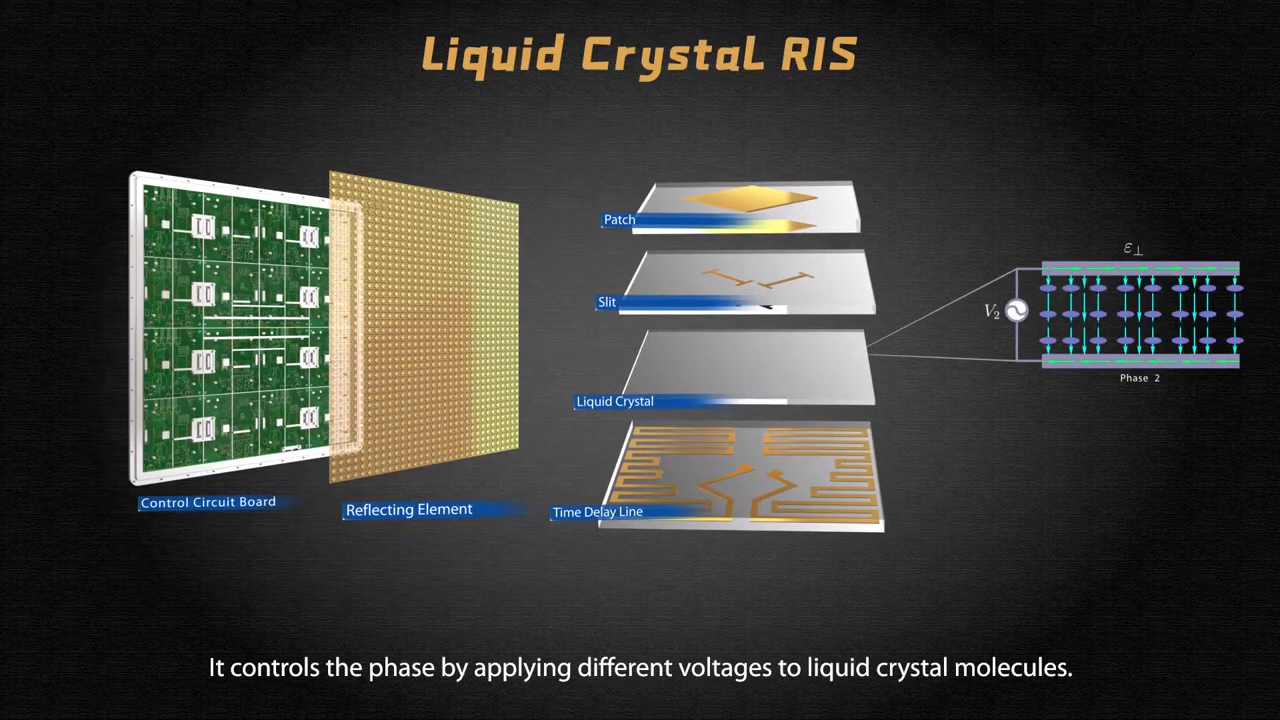 Liquid Crystal RIS
Patch
Slit
Liquid Crystal
Time Delay Line
Control Circuit Board
Reflecting Element
ε⊥
V₂
Phase 2
It controls the phase by applying different voltages to liquid crystal molecules.